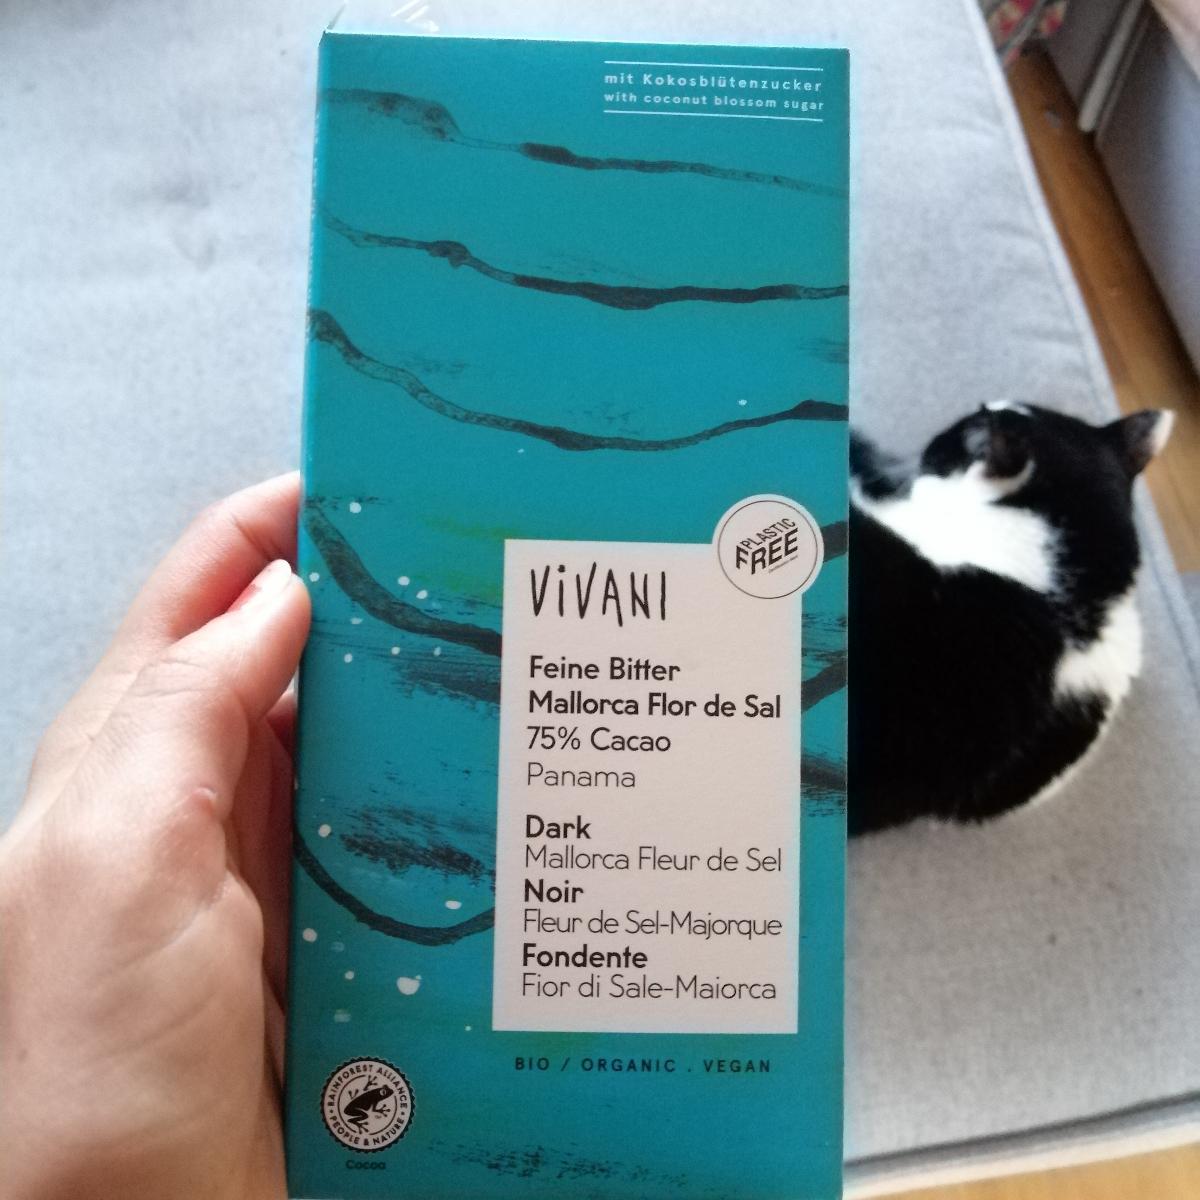 mit Kokosblütenzucker
with coconut blossom sugar
PLASTIC
FREE
ViVANI
Feine Bitter
Mallorca Flor de Sal
75% Cacao
Panama
Dark
Mallorca Fleur de Sel
Noir
Fleur de Sel-Majorque
Fondente
Fior di Sale-Maiorca
BIO / ORGANIC . VEGAN
RAINFOREST ALLIANCE
PEOPLE & NATURE
Cocoa